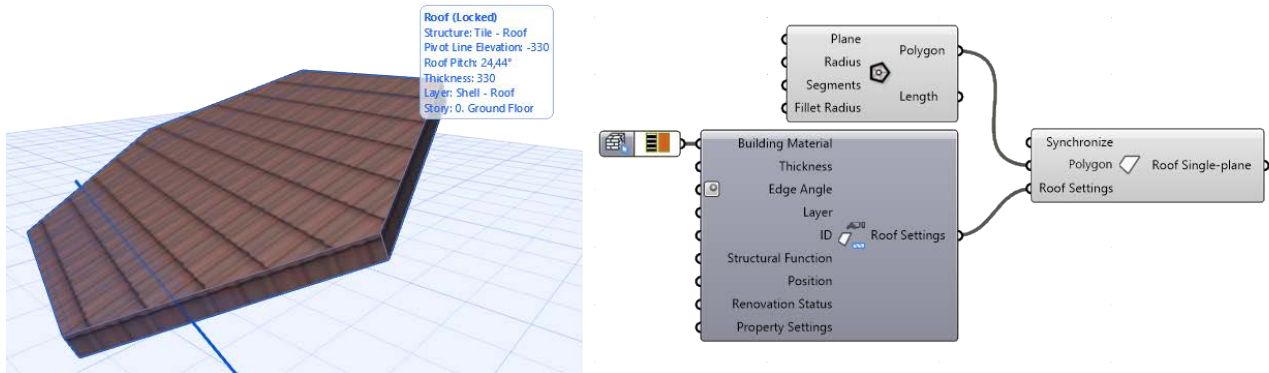 Roof (Locked)
Structure: Tile - Roof
Pivot Line Elevation: -330
Roof Pitch: 24,44°
Thickness: 330
Layer: Shell - Roof
Story: 0. Ground Floor
Plane
Radius
Segments
Fillet Radius
Polygon
Length
Building Material
Thickness
Edge Angle
Layer
ID
Structural Function
Position
Renovation Status
Property Settings
Roof Settings
Synchronize
Polygon
Roof Settings
Roof Single-plane